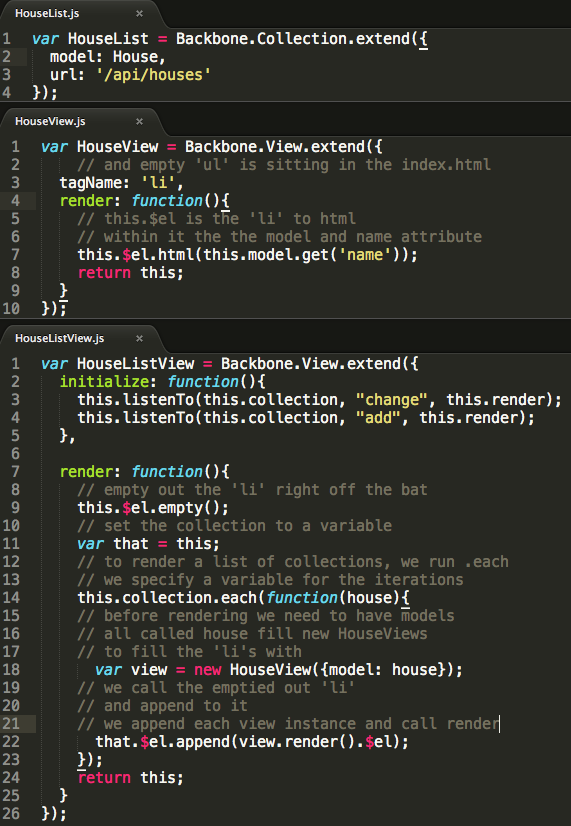 HouseList.js ×
1 var HouseList = Backbone.Collection.extend({
2 model: House,
3 url: '/api/houses'
4 });
HouseView.js ×
1 var HouseView = Backbone.View.extend({
2 // and empty 'ul' is sitting in the index.html
3 tagName: 'li',
4 render: function(){
5 // this.$el is the 'li' to html
6 // within it the the model and name attribute
7 this.$el.html(this.model.get('name'));
8 return this;
9 }
10 });
HouseListView.js ×
1 var HouseListView = Backbone.View.extend({
2 initialize: function(){
3 this.listenTo(this.collection, "change", this.render);
4 this.listenTo(this.collection, "add", this.render);
5 },
6
7 render: function(){
8 // empty out the 'li' right off the bat
9 this.$el.empty();
10 // set the collection to a variable
11 var that = this;
12 // to render a list of collections, we run .each
13 // we specify a variable for the iterations
14 this.collection.each(function(house){
15 // before rendering we need to have models
16 // all called house fill new HouseViews
17 // to fill the 'li's with
18 var view = new HouseView({model: house});
19 // we call the emptied out 'li'
20 // and append to it
21 // we append each view instance and call render
22 that.$el.append(view.render().$el);
23 });
24 return this;
25 }
26 });